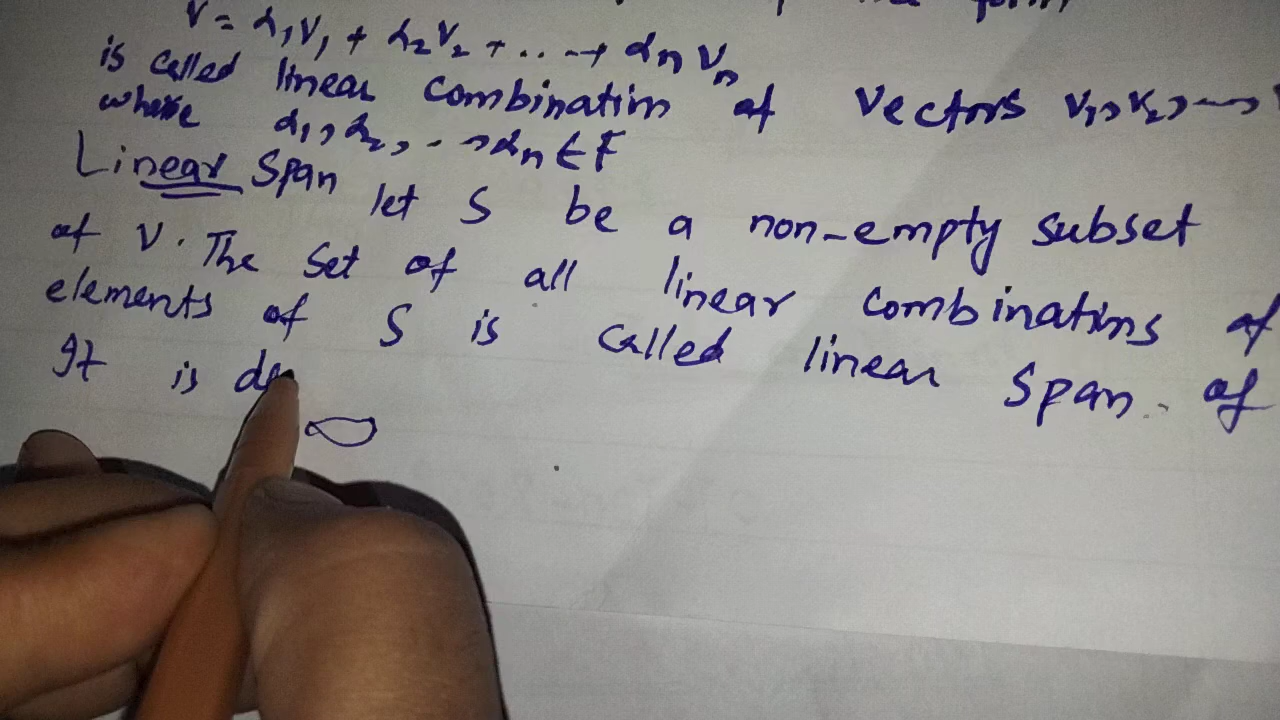 form
V = α₁V₁ + α₂V₂ + ... + αₙVₙ
is called linear combination of vectors V₁, V₂, ...
where α₁, α₂, ..., αₙ ∈ F
Linear Span let S be a non-empty subset
of V. The set of all linear combinations of
elements of S is called linear span of
It is de